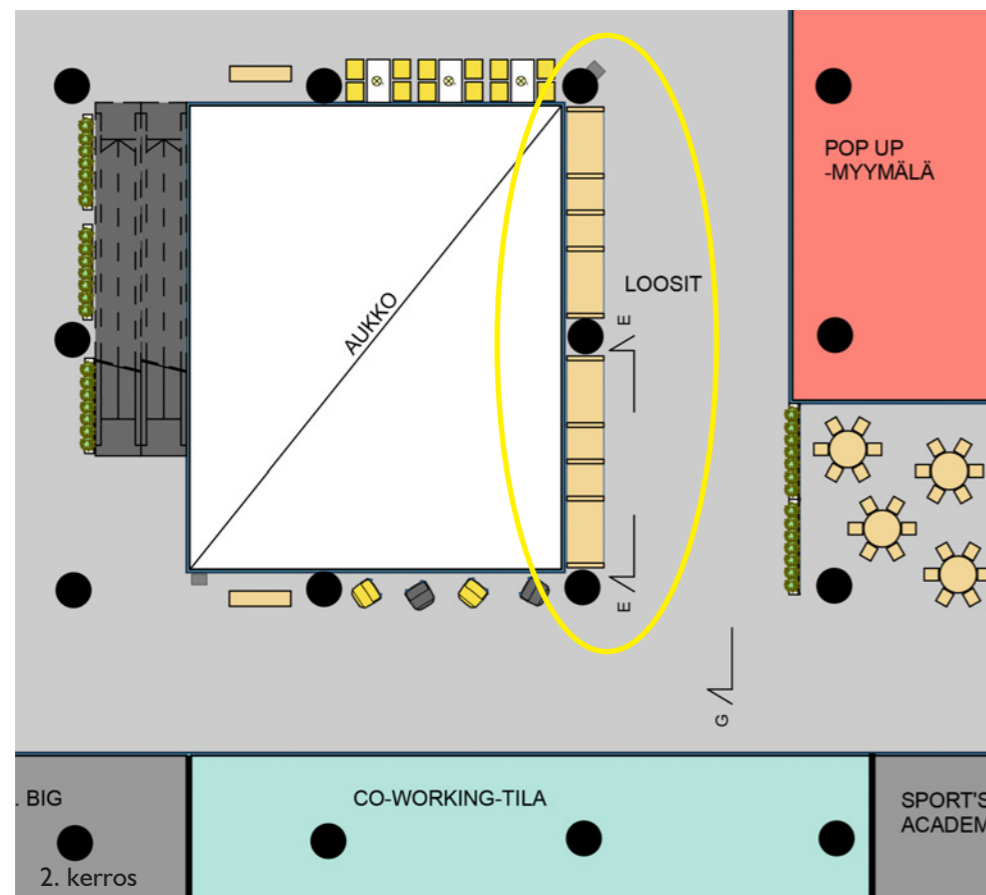 POP UP
-MYYMÄLÄ
LOOSIT
AUKKO
E
E
G
. BIG
CO-WORKING-TILA
SPORT'S
ACADEM
2. kerros